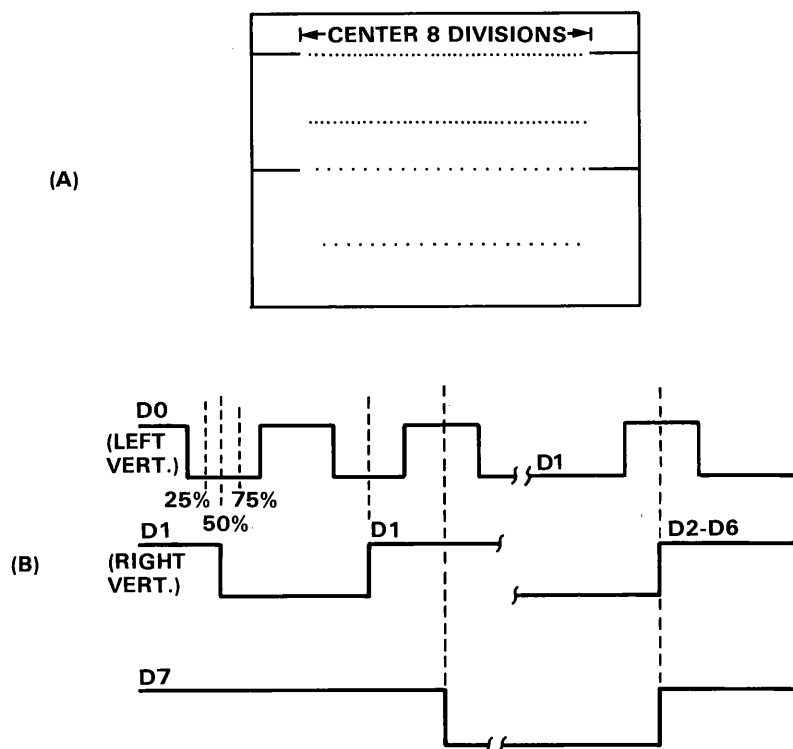 CENTER 8 DIVISIONS
(A)
D0
(LEFT
VERT.)
D1
25%
75%
50%
D1
D1
D2-D6
(B)
(RIGHT
VERT.)
D7